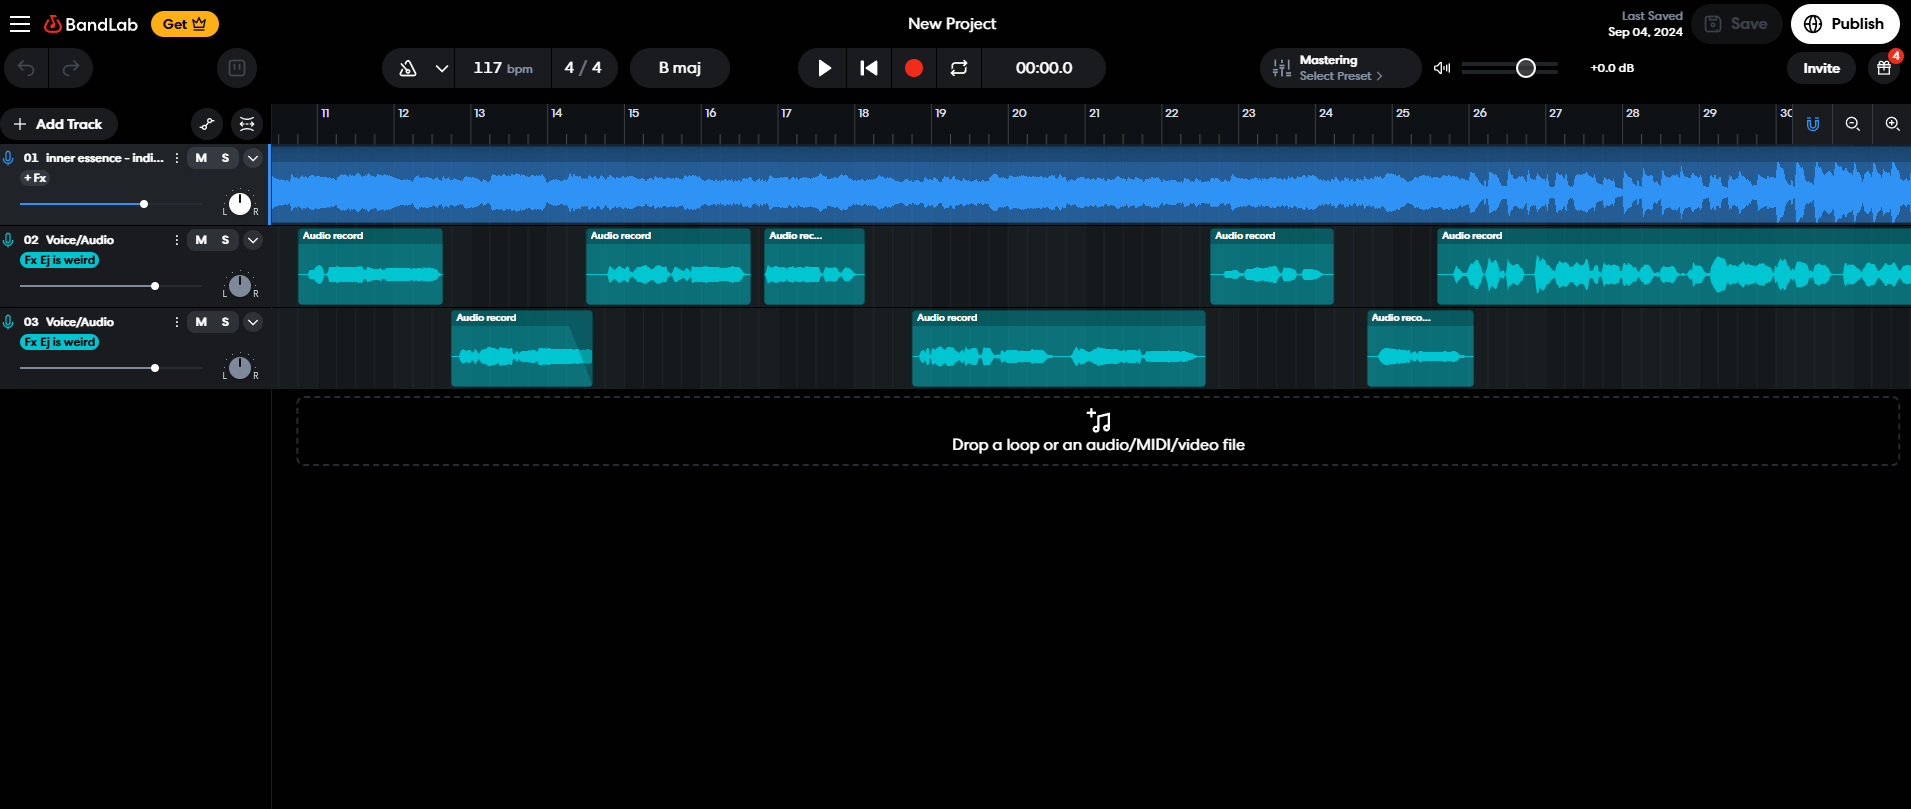 BandLab
Get
New Project
Last Saved
Sep 04, 2024
Save
Publish
117 bpm
4 / 4
B maj
00:00.0
Mastering
Select Preset >
+0.0 dB
Invite
4
+ Add Track
11 12 13 14 15 16 17 18 19 20 21 22 23 24 25 26 27 28 29 30
01 inner essence - indi...
M S
+ Fx
L R
02 Voice/Audio
M S
Fx Ej is weird
L R
Audio record
Audio record
Audio rec...
Audio record
Audio record
03 Voice/Audio
M S
Fx Ej is weird
L R
Audio record
Audio record
Audio reco...
Drop a loop or an audio/MIDI/video file